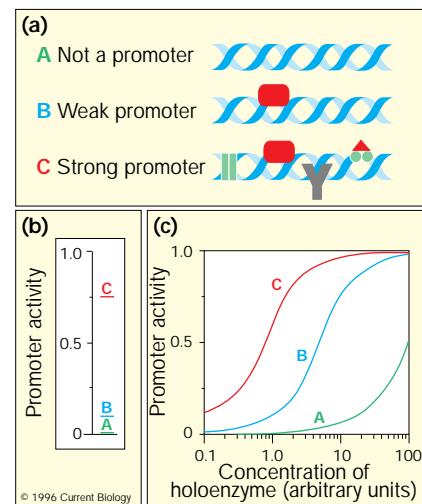 (a)
A Not a promoter
B Weak promoter
C Strong promoter
(b)
Promoter activity
1.0
0.5
0
C
B
A
© 1996 Current Biology
(c)
Promoter activity
1.0
0.5
0
C
B
A
0.1 1.0 10 100
Concentration of
holoenzyme (arbitrary units)